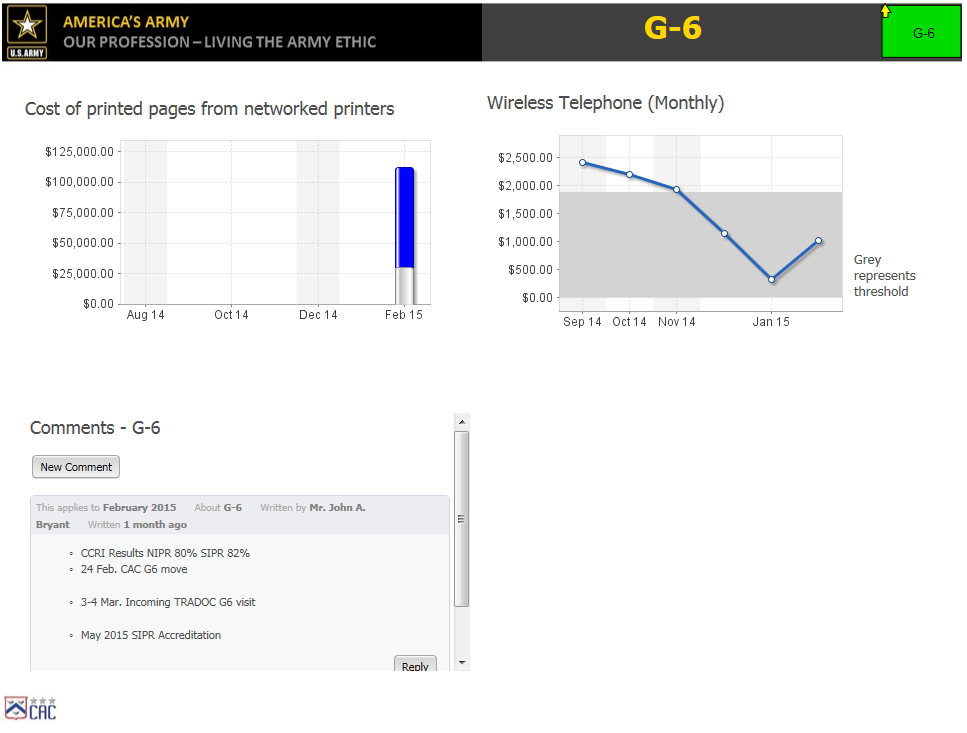 U.S.ARMY
AMERICA'S ARMY
OUR PROFESSION – LIVING THE ARMY ETHIC
G-6
G-6
Cost of printed pages from networked printers
$125,000.00
$100,000.00
$75,000.00
$50,000.00
$25,000.00
$0.00
Aug 14 Oct 14 Dec 14 Feb 15
Wireless Telephone (Monthly)
$2,500.00
$2,000.00
$1,500.00
$1,000.00
$500.00
$0.00
Sep 14 Oct 14 Nov 14 Jan 15
Grey
represents
threshold
Comments - G-6
New Comment
This applies to February 2015 About G-6 Written by Mr. John A.
Bryant Written 1 month ago
CCRI Results NIPR 80% SIPR 82%
24 Feb. CAC G6 move
3-4 Mar. Incoming TRADOC G6 visit
May 2015 SIPR Accreditation
Reply
CAC